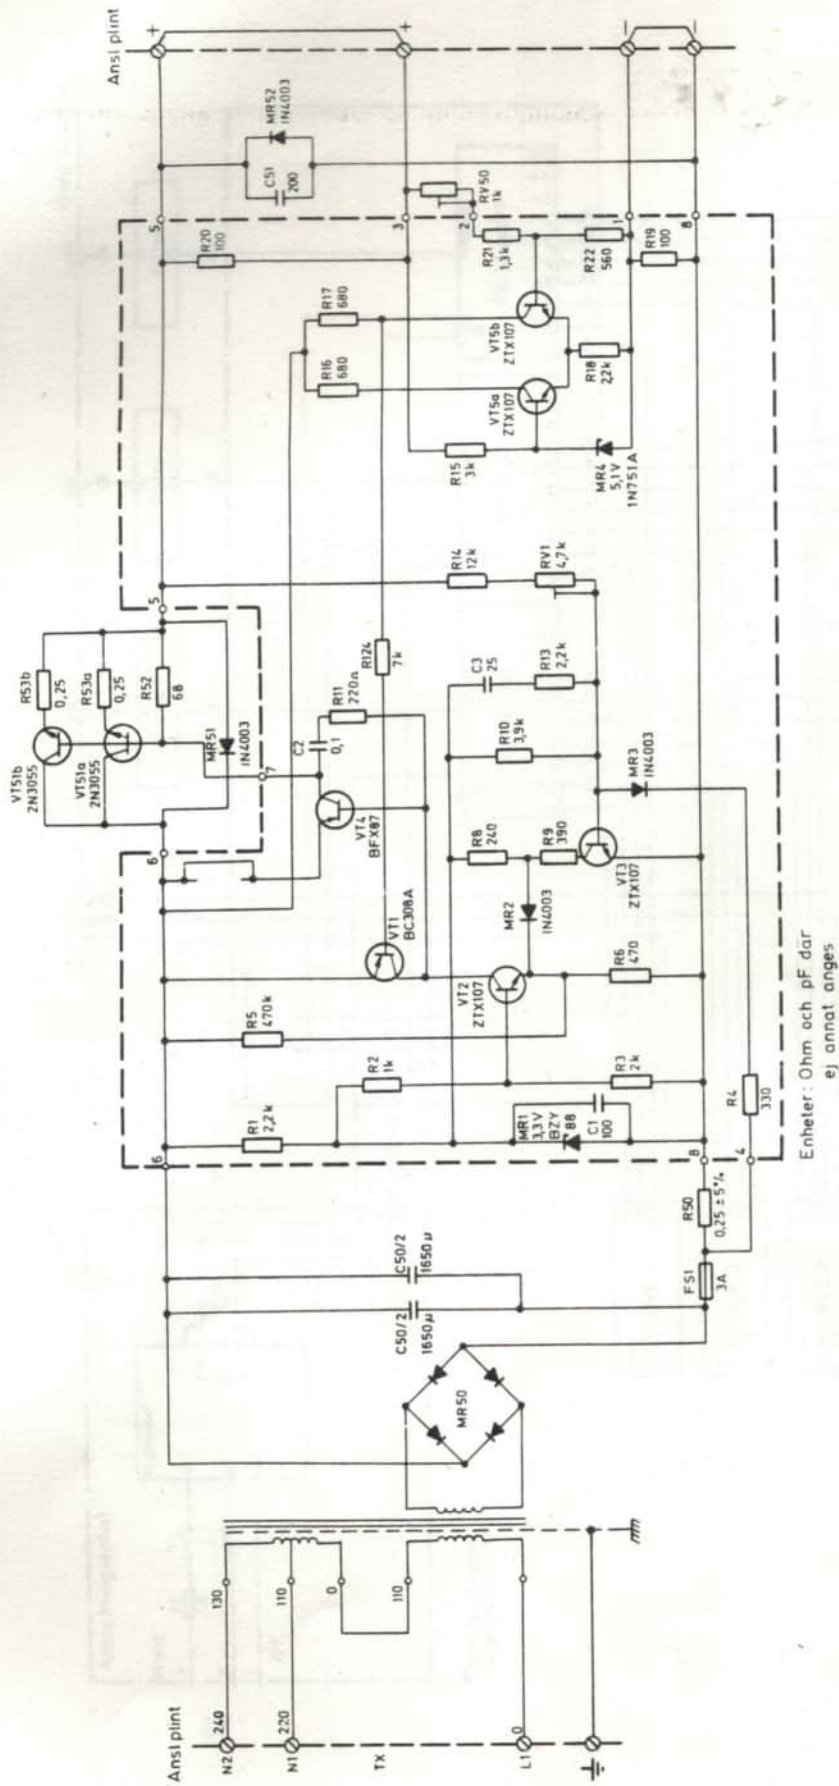 Ansl plint
N2
240
N1
220
TX
L1
0
130
110
0
110
MR50
C50/2
1650µ
C50/2
1650µ
FS1
3A
R50
0,25 ± 5%
6
8
4
R1
2,2k
R2
1k
MR1
3,3V
BZY
88
C1
100
R3
2k
R4
330
R5
470k
VT1
BC308A
VT2
ZTX107
R6
470
MR2
IN4003
R8
240
R9
390
VT3
ZTX107
MR3
IN4003
R10
3,9k
C3
25
R13
2,2k
R14
12k
RV1
4,7k
VT4
BFX87
C2
0,1
R11
220n
R124
7k
6
7
5
VT51b
2N3055
VT51a
2N3055
R53b
0,25
R53a
0,25
R52
68
MR51
IN4003
R15
3k
MR4
5,1V
1N751A
R16
680
R17
680
VT5a
ZTX107
VT5b
ZTX107
R18
2,2k
R20
100
R21
1,3k
R22
560
R19
100
5
3
2
1
8
RV50
1k
C51
200
MR52
IN4003
Ansl plint
+
+
−
−
Enheter: Ohm och pF där
ej annat anges